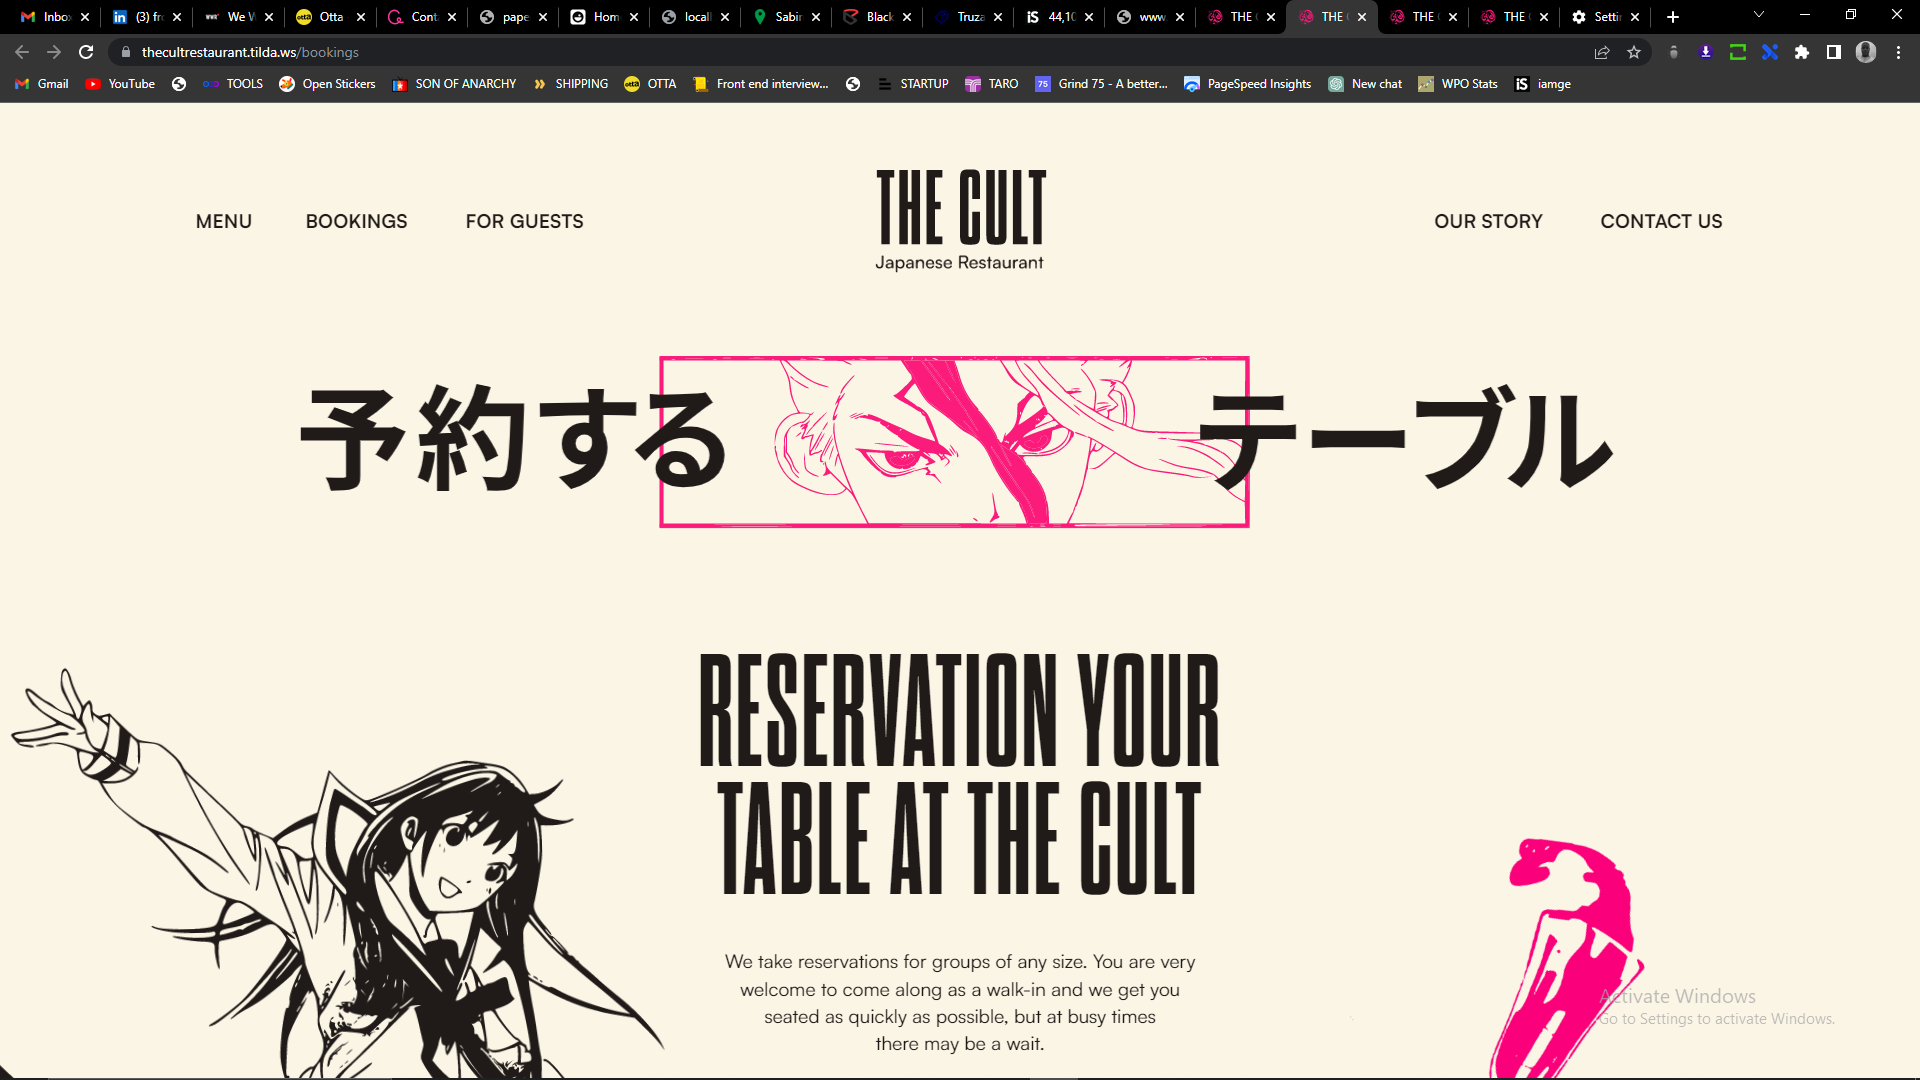 Inbo
(3) fr
We W
Otta
Cont
pape
Hom
locall
Sabir
Black
Truza
44,10
www
THE
THE
THE
THE
Setti
thecultrestaurant.tilda.ws/bookings
Gmail
YouTube
TOOLS
Open Stickers
SON OF ANARCHY
SHIPPING
OTTA
Front end interview...
STARTUP
TARO
Grind 75 - A better...
PageSpeed Insights
New chat
WPO Stats
iamge
MENU
BOOKINGS
FOR GUESTS
THE CULT
Japanese Restaurant
OUR STORY
CONTACT US
予約する
テーブル
RESERVATION YOUR
TABLE AT THE CULT
We take reservations for groups of any size. You are very
welcome to come along as a walk-in and we get you
seated as quickly as possible, but at busy times
there may be a wait.
Activate Windows
Go to Settings to activate Windows.